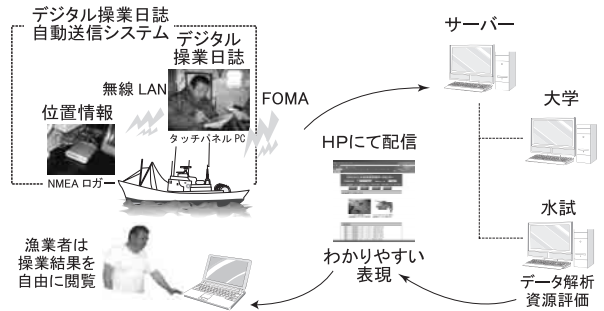 デジタル操業日誌
自動送信システム
デジタル
操業日誌
無線 LAN
位置情報
タッチパネル PC
NMEA ロガー
FOMA
サーバー
大学
水試
データ解析
資源評価
HPにて配信
わかりやすい
表現
漁業者は
操業結果を
自由に閲覧